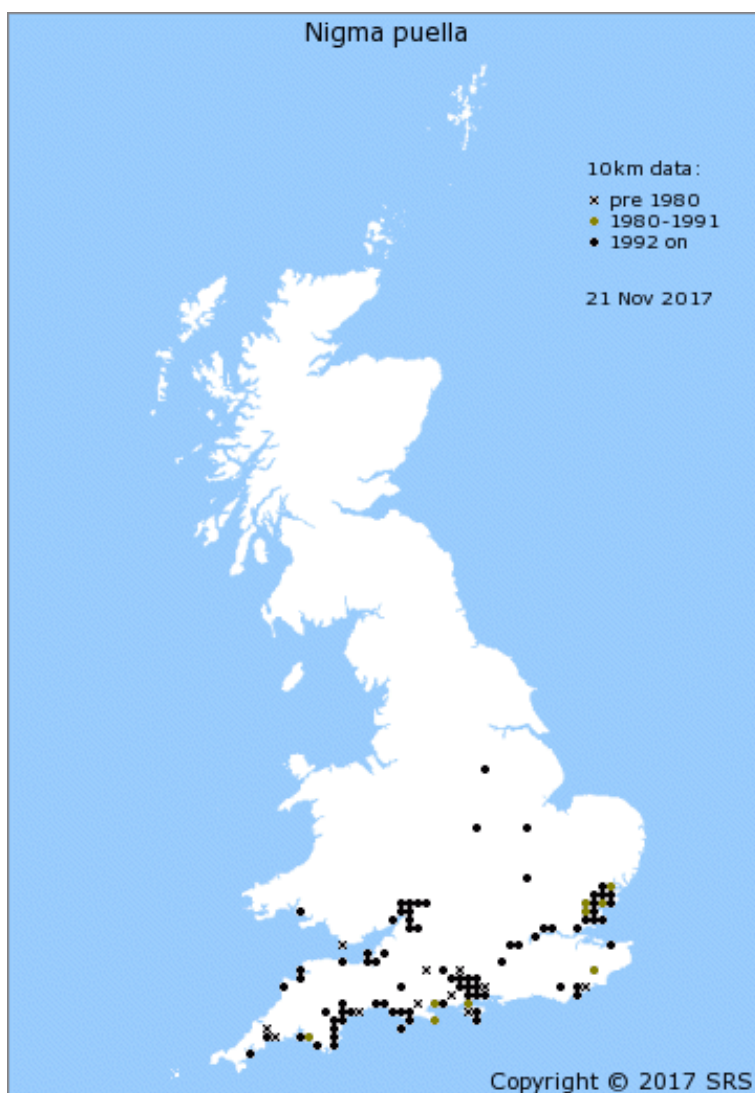 Nigma puella
10km data:
× pre 1980
● 1980-1991
● 1992 on
21 Nov 2017
Copyright © 2017 SRS